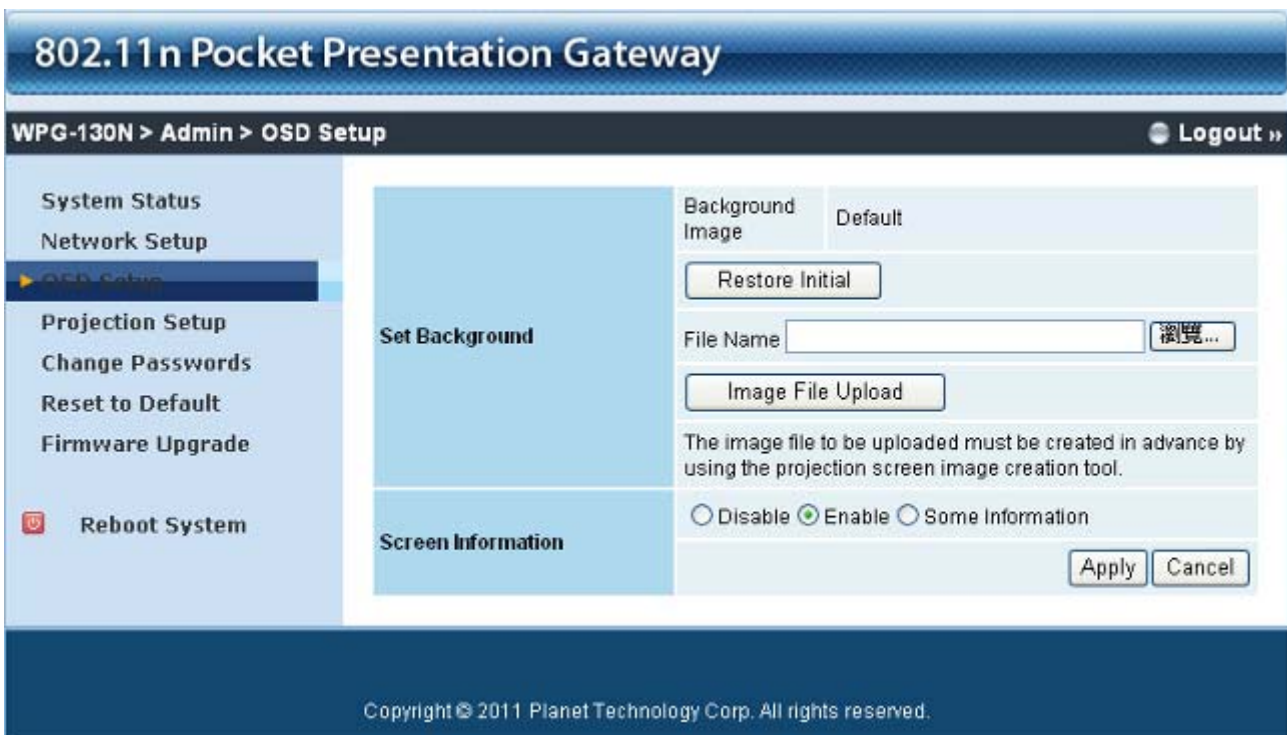 802.11n Pocket Presentation Gateway
WPG-130N > Admin > OSD Setup
Logout »
System Status
Network Setup
OSD Setup
Projection Setup
Change Passwords
Reset to Default
Firmware Upgrade
Reboot System
Set Background
Background
Image
Default
Restore Initial
File Name
瀏覽...
Image File Upload
The image file to be uploaded must be created in advance by
using the projection screen image creation tool.
Screen Information
Disable Enable Some Information
Apply Cancel
Copyright © 2011 Planet Technology Corp. All rights reserved.